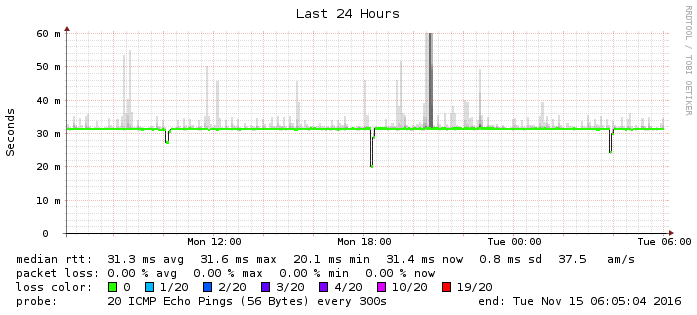 Last 24 Hours
RRDTOOL / TOBI OETIKER
Seconds
60 m
50 m
40 m
30 m
20 m
10 m
0
Mon 12:00 Mon 18:00 Tue 00:00 Tue 06:00
median rtt: 31.3 ms avg 31.6 ms max 20.1 ms min 31.4 ms now 0.8 ms sd 37.5 am/s
packet loss: 0.00 % avg 0.00 % max 0.00 % min 0.00 % now
loss color: 0 1/20 2/20 3/20 4/20 10/20 19/20
probe: 20 ICMP Echo Pings (56 Bytes) every 300s end: Tue Nov 15 06:05:04 2016